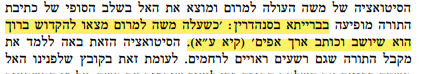 הסיטואציה של משה העולה למרום ומוצא את האל בשלב הסופי של כתיבת
התורה מופיעה בברייתא בסנהדרין: 'כשעלה משה למרום מצאו להקדוש ברוך
הוא שיושב וכותב ארך אפים' (קיא ע"א). הסיטואציה הזאת באה ללמד את
מקבל התורה שגם רשעים ראויים לרחמים. לעומת זאת בקובץ שלפנינו האל